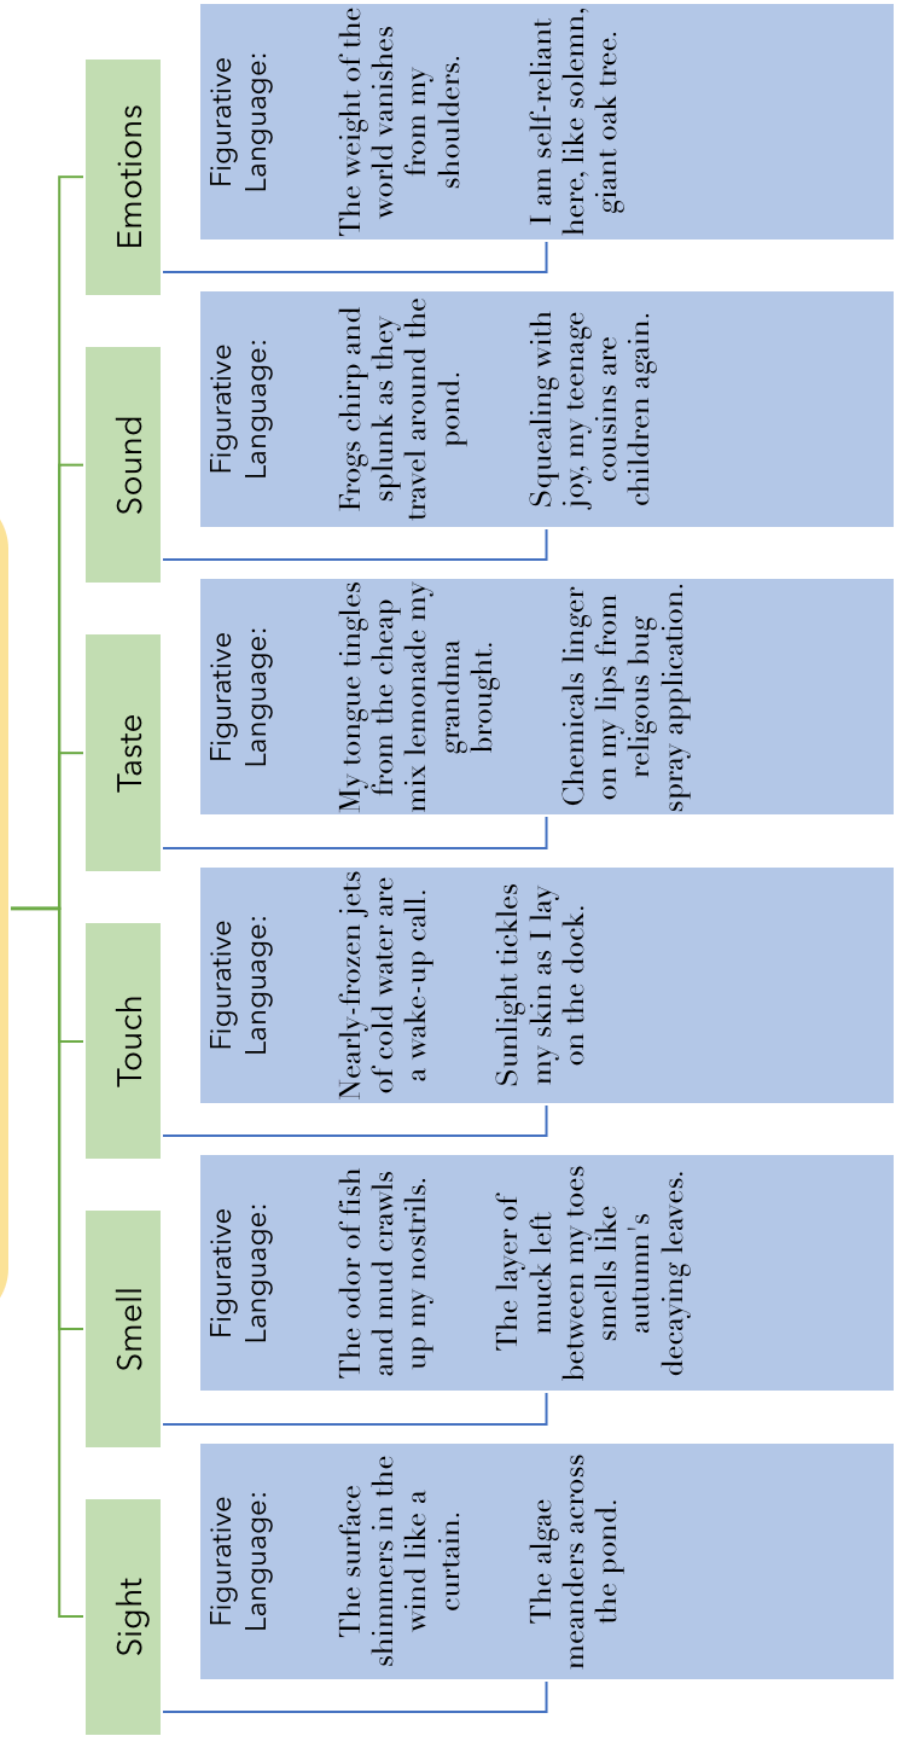 Sight
Figurative
Language:
The surface
shimmers in the
wind like a
curtain.
The algae
meanders across
the pond.
Smell
Figurative
Language:
The odor of fish
and mud crawls
up my nostrils.
The layer of
muck left
between my toes
smells like
autumn's
decaying leaves.
Touch
Figurative
Language:
Nearly-frozen jets
of cold water are
a wake-up call.
Sunlight tickles
my skin as I lay
on the dock.
Taste
Figurative
Language:
My tongue tingles
from the cheap
mix lemonade my
grandma
brought.
Chemicals linger
on my lips from
religous bug
spray application.
Sound
Figurative
Language:
Frogs chirp and
splunk as they
travel around the
pond.
Squealing with
joy, my teenage
cousins are
children again.
Emotions
Figurative
Language:
The weight of the
world vanishes
from my
shoulders.
I am self-reliant
here, like solemn,
giant oak tree.